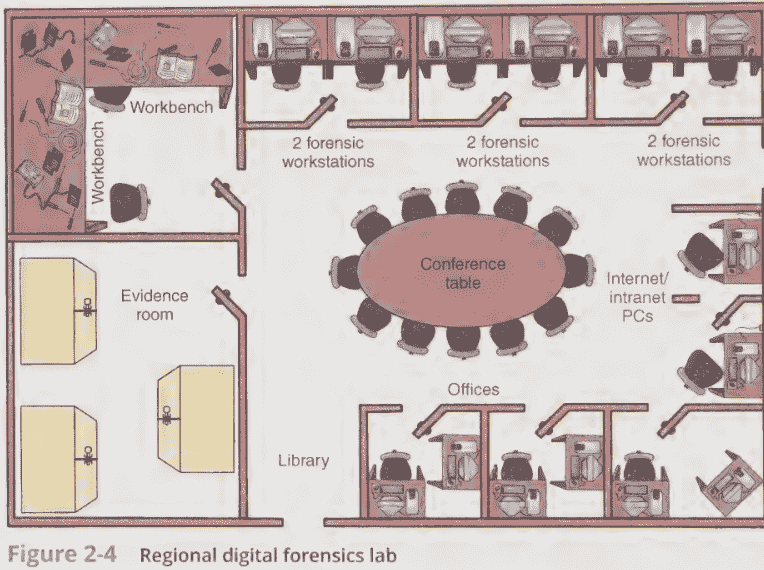 Workbench
Workbench
2 forensic
workstations
2 forensic
workstations
2 forensic
workstations
Evidence
room
Conference
table
Internet/
intranet
PCs
Offices
Library
Figure 2-4 Regional digital forensics lab